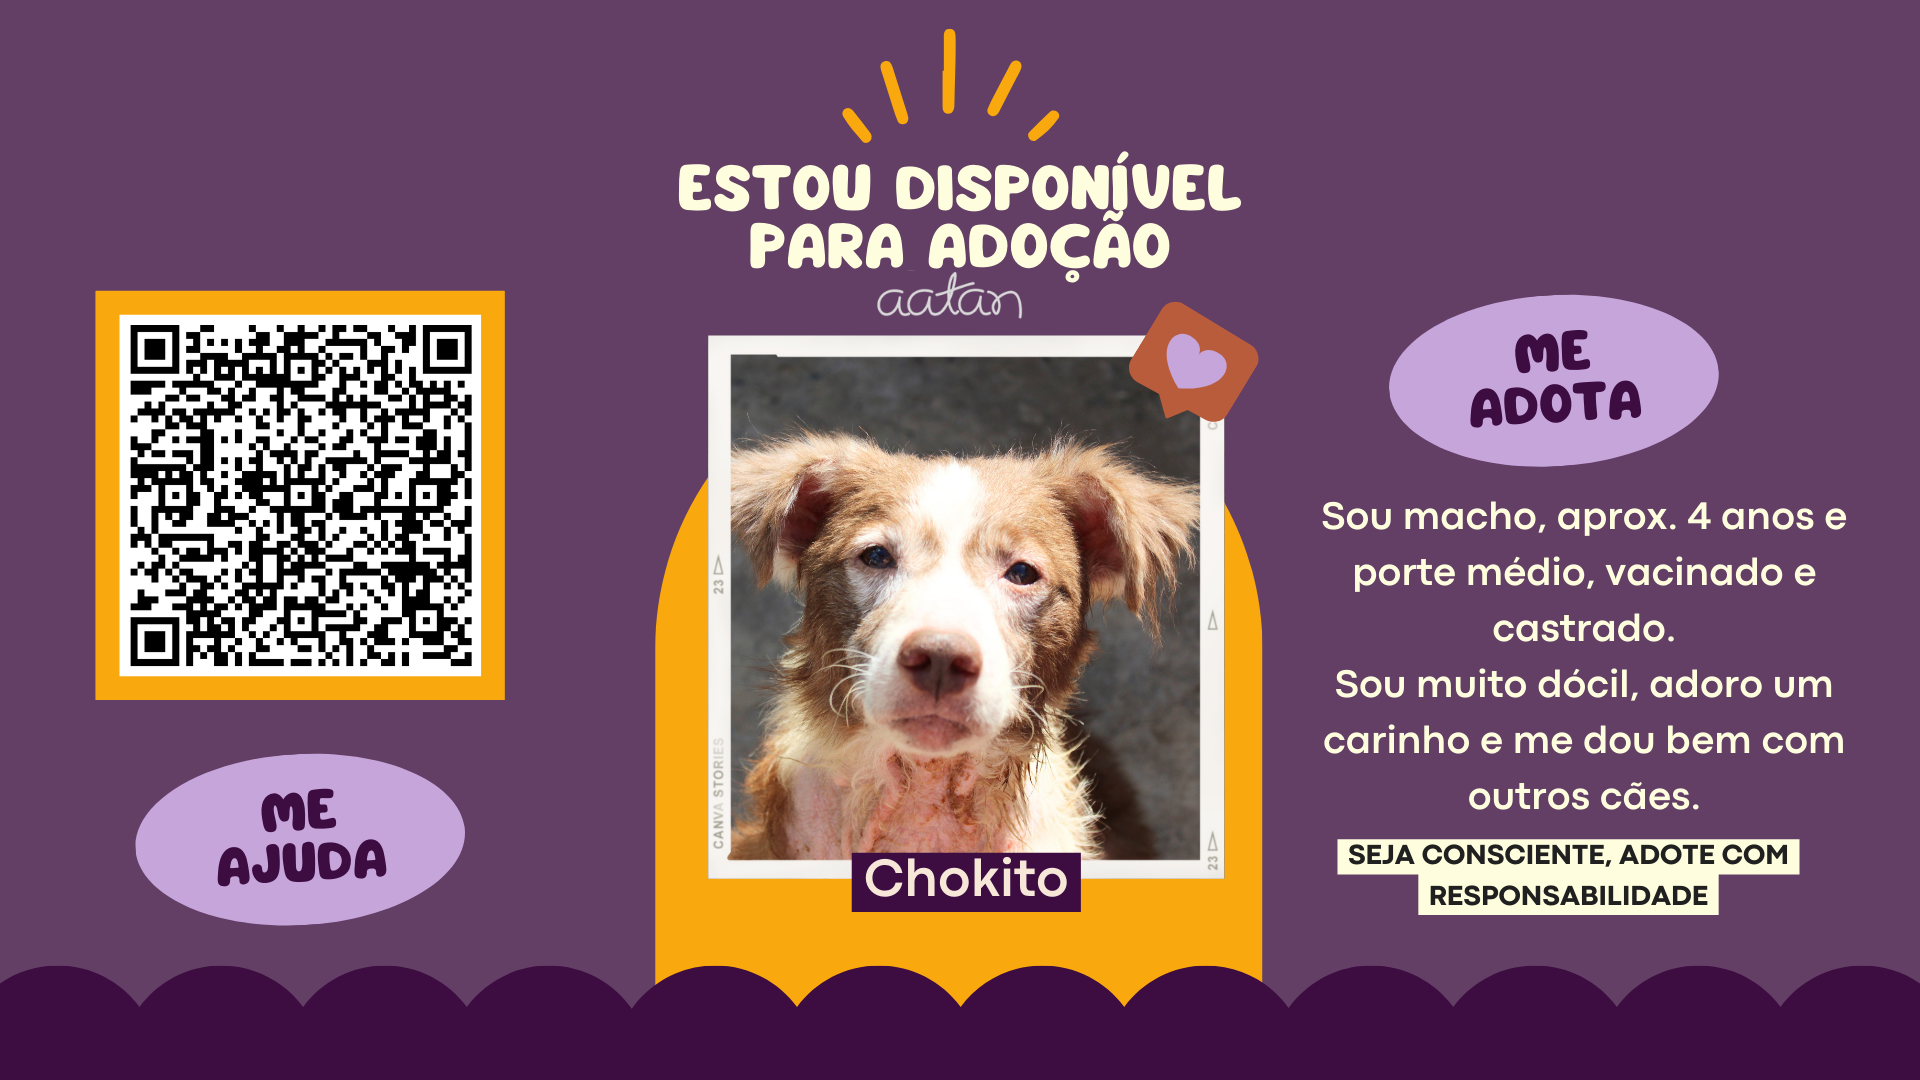 ESTOU DISPONÍVEL
PARA ADOÇÃO
aatan
ME
AJUDA
23
CANVA STORIES
23
Chokito
ME
ADOTA
Sou macho, aprox. 4 anos e
porte médio, vacinado e
castrado.
Sou muito dócil, adoro um
carinho e me dou bem com
outros cães.
SEJA CONSCIENTE, ADOTE COM
RESPONSABILIDADE